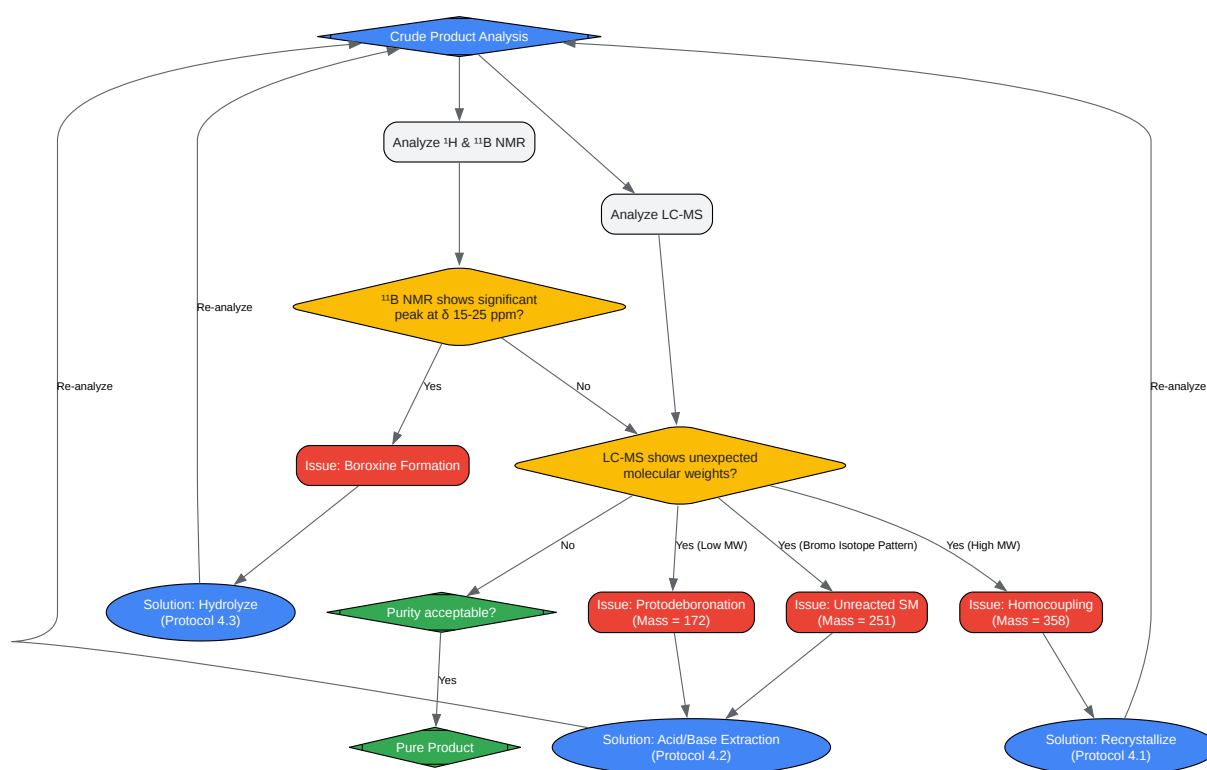 Crude Product Analysis
Analyze ¹H & ¹¹B NMR
Analyze LC-MS
¹¹B NMR shows significant
peak at δ 15-25 ppm?
Re-analyze
Re-analyze
Yes
No
Re-analyze
Issue: Boroxine Formation
LC-MS shows unexpected
molecular weights?
No
Yes (Low MW)
Yes (Bromo Isotope Pattern)
Yes (High MW)
Solution: Hydrolyze
(Protocol 4.3)
Purity acceptable?
Issue: Protodeboronation
(Mass = 172)
Issue: Unreacted SM
(Mass = 251)
Issue: Homocoupling
(Mass = 358)
Yes
Pure Product
Solution: Acid/Base Extraction
(Protocol 4.2)
Solution: Recrystallize
(Protocol 4.1)